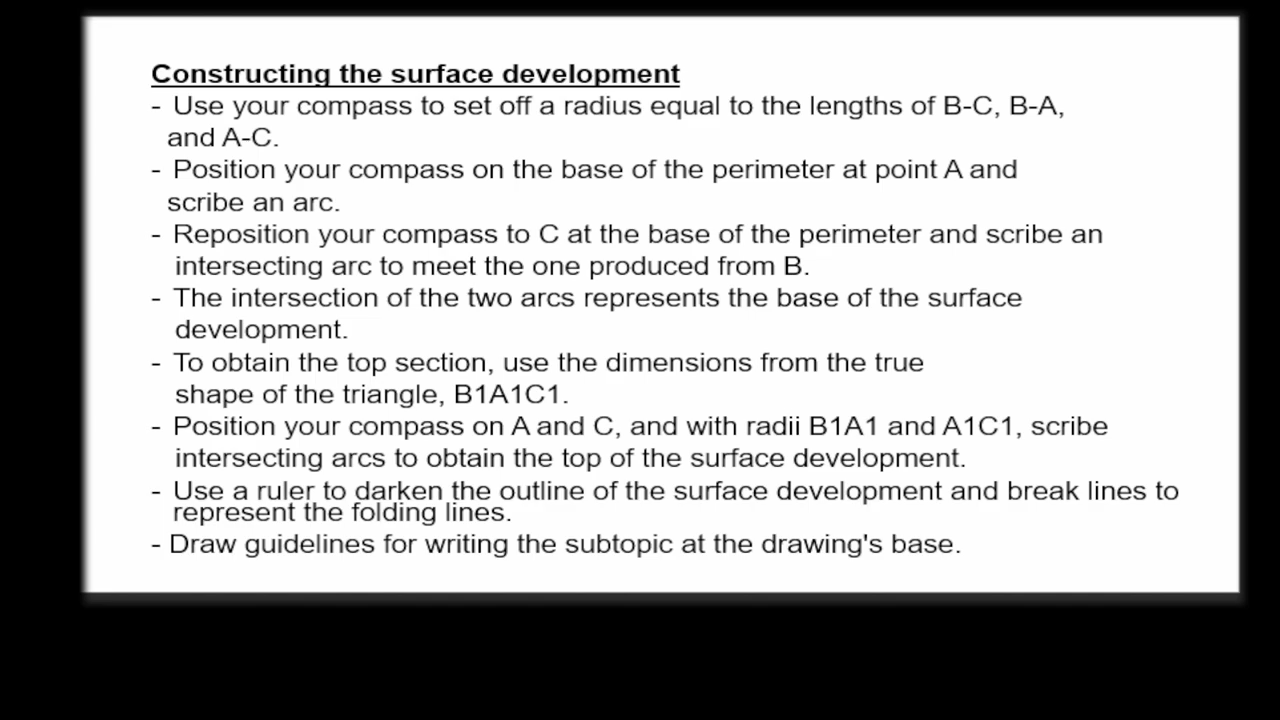 Constructing the surface development
- Use your compass to set off a radius equal to the lengths of B-C, B-A,
and A-C.
- Position your compass on the base of the perimeter at point A and
scribe an arc.
- Reposition your compass to C at the base of the perimeter and scribe an
intersecting arc to meet the one produced from B.
- The intersection of the two arcs represents the base of the surface
development.
- To obtain the top section, use the dimensions from the true
shape of the triangle, B1A1C1.
- Position your compass on A and C, and with radii B1A1 and A1C1, scribe
intersecting arcs to obtain the top of the surface development.
- Use a ruler to darken the outline of the surface development and break lines to
represent the folding lines.
- Draw guidelines for writing the subtopic at the drawing's base.